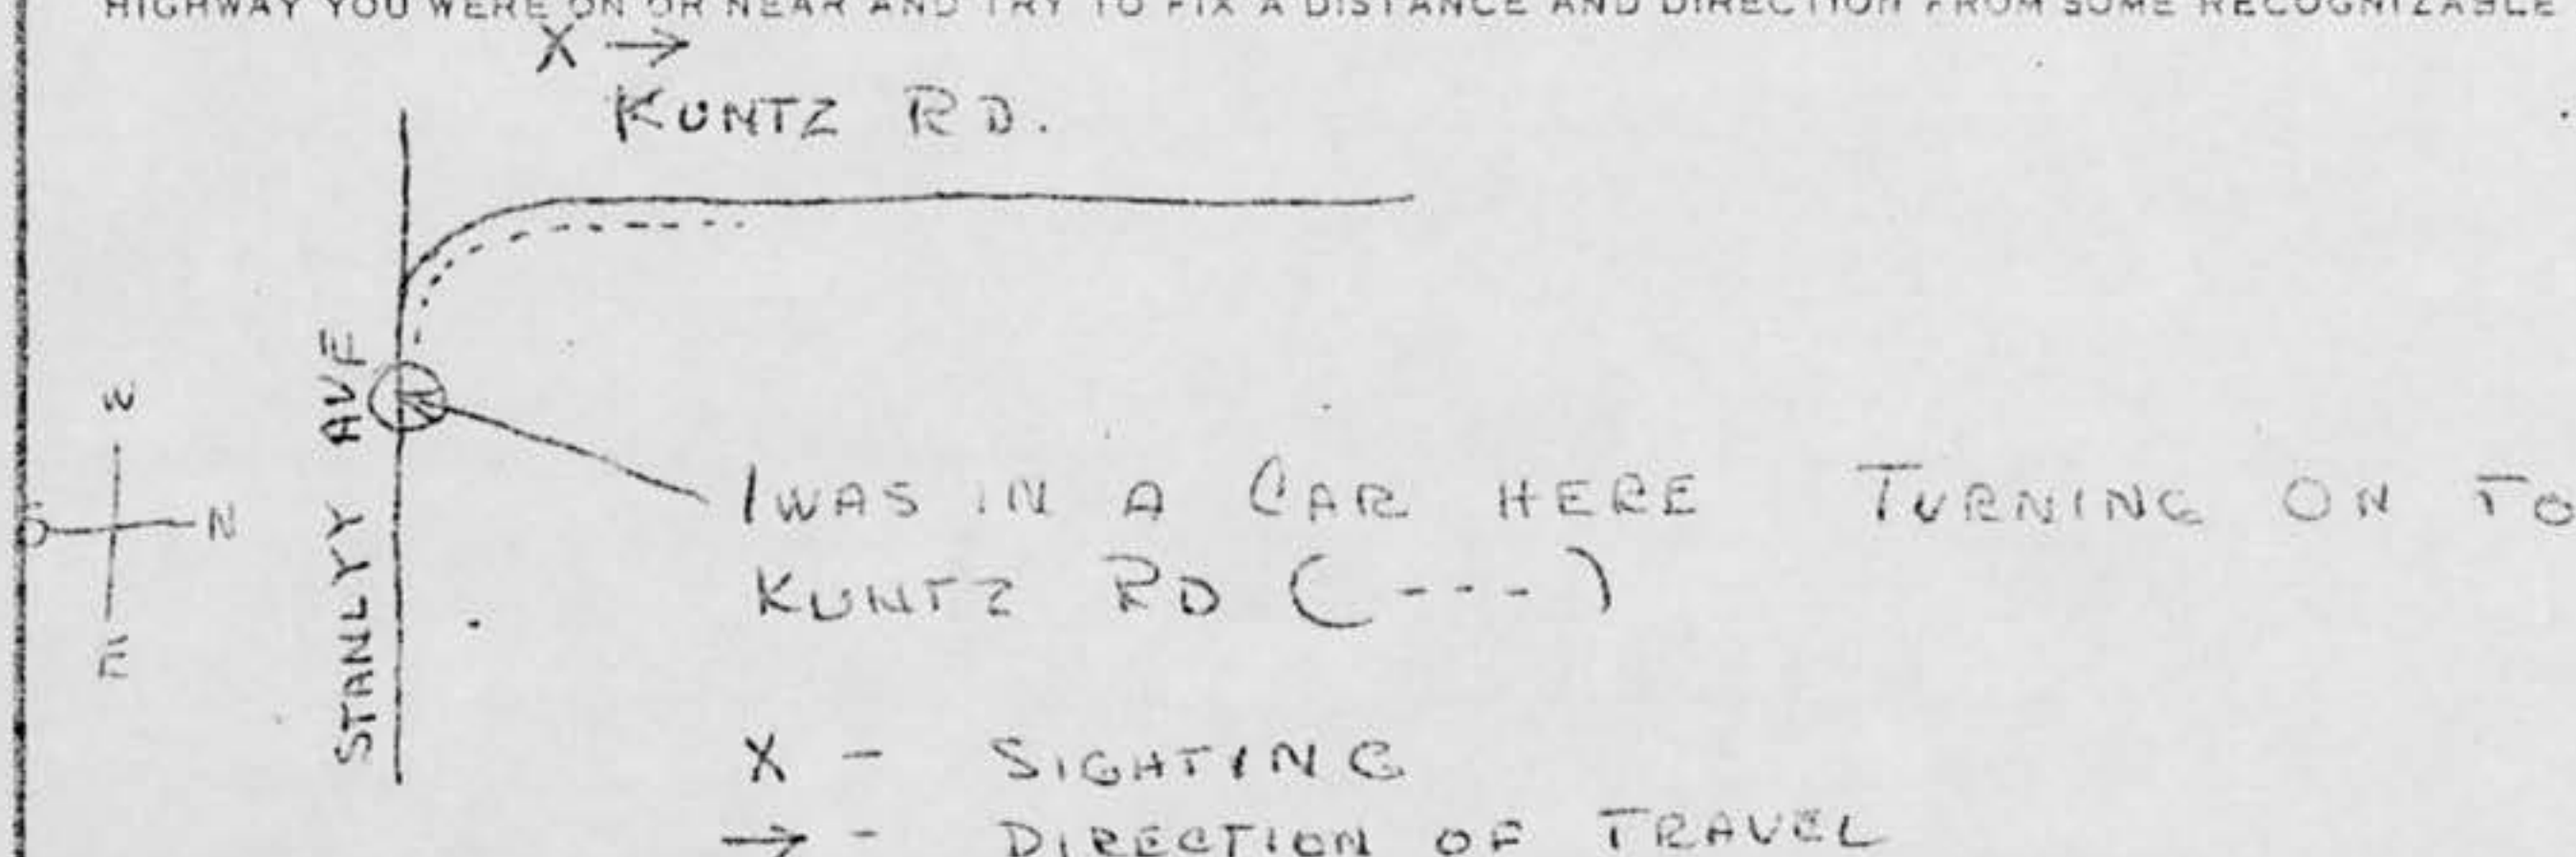 HIGHWAY YOU WERE ON OR NEAR AND TRY TO FIX A DISTANCE AND DIRECTION FROM SOME RECOGNIZABLE
X →
KUNTZ RD.
STANLYY AVE
W
S N
E
I WAS IN A CAR HERE TURNING ON TO
KUNTZ RD (---)
X - SIGHTING
→ - DIRECTION OF TRAVEL